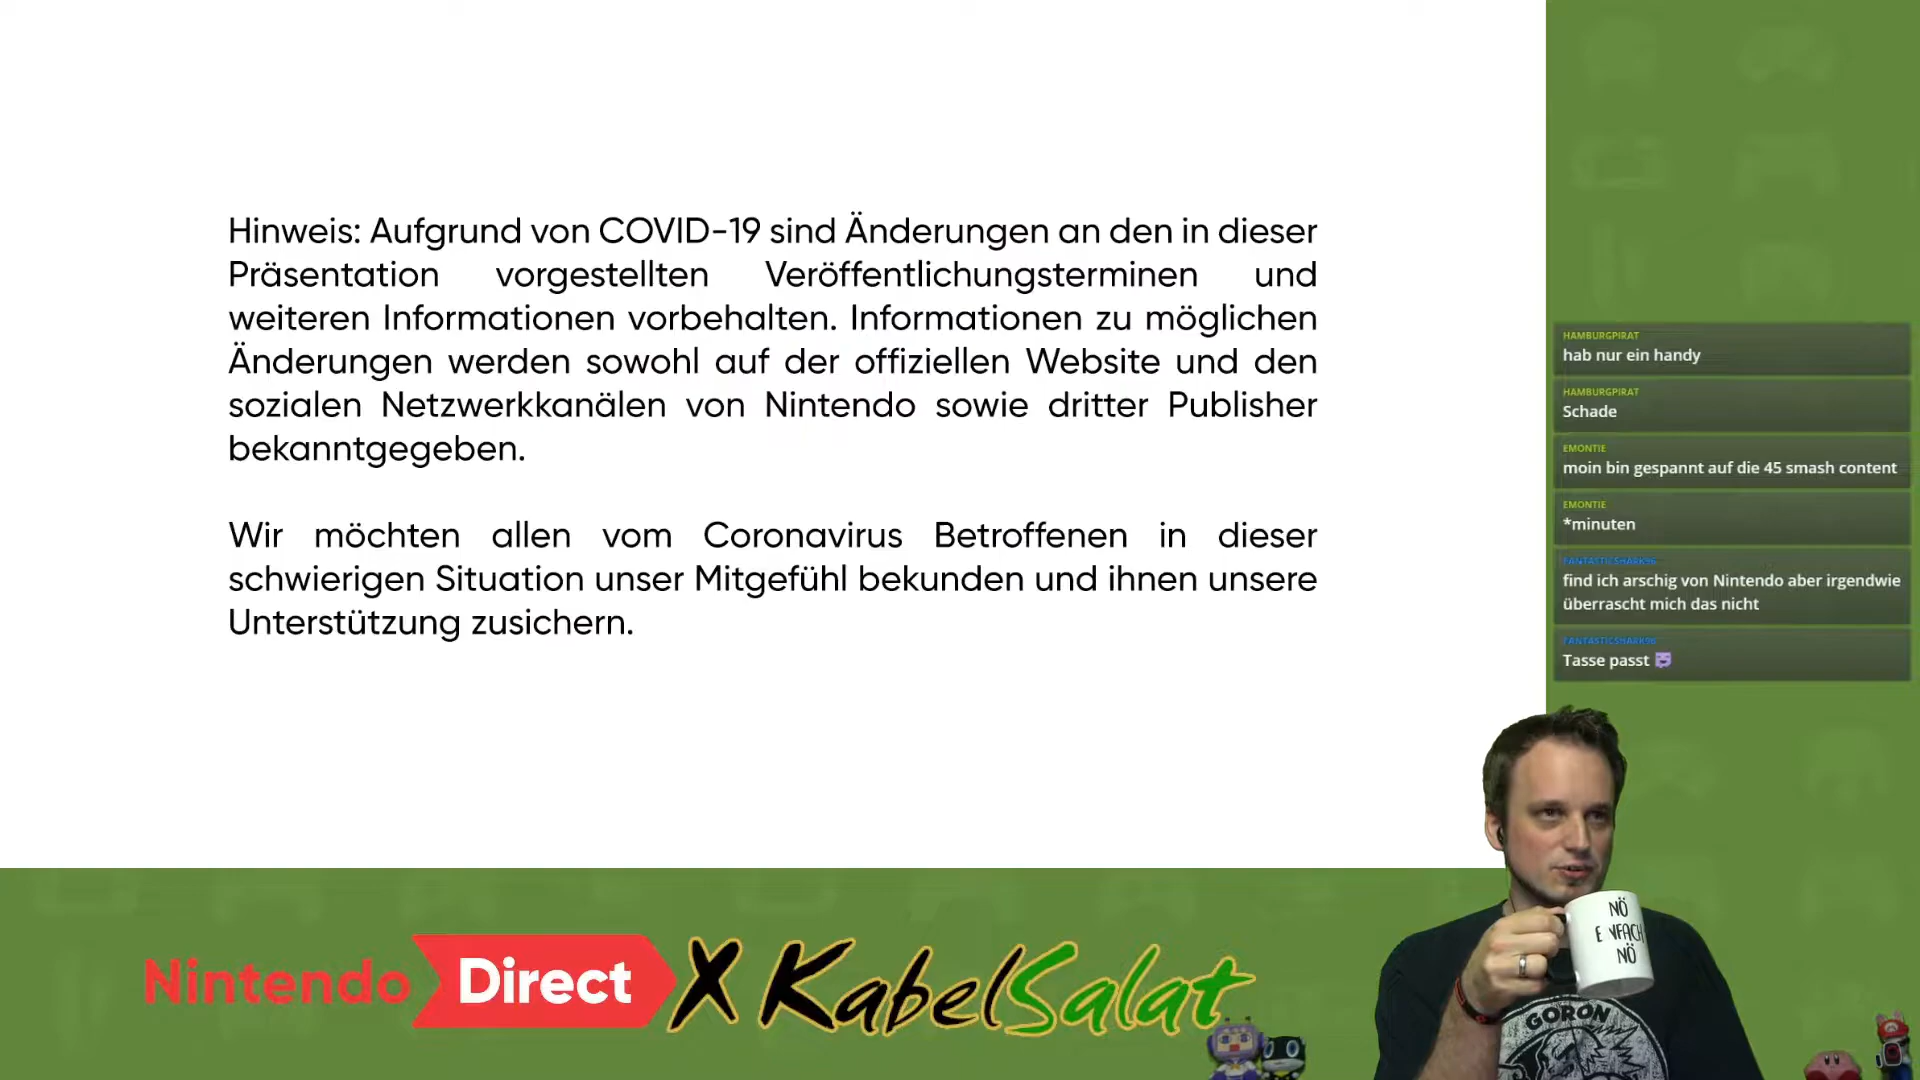 Hinweis: Aufgrund von COVID-19 sind Änderungen an den in dieser
Präsentation vorgestellten Veröffentlichungsterminen und
weiteren Informationen vorbehalten. Informationen zu möglichen
Änderungen werden sowohl auf der offiziellen Website und den
sozialen Netzwerkkanälen von Nintendo sowie dritter Publisher
bekanntgegeben.
Wir möchten allen vom Coronavirus Betroffenen in dieser
schwierigen Situation unser Mitgefühl bekunden und ihnen unsere
Unterstützung zusichern.
HAMBURGPIRAT
hab nur ein handy
HAMBURGPIRAT
Schade
EMONTIE
moin bin gespannt auf die 45 smash content
EMONTIE
*minuten
FANTASTICSHARK96
find ich arschig von Nintendo aber irgendwie
überrascht mich das nicht
FANTASTICSHARK96
Tasse passt
NÖ
EINFACH
NÖ
GORON
Nintendo Direct X KabelSalat